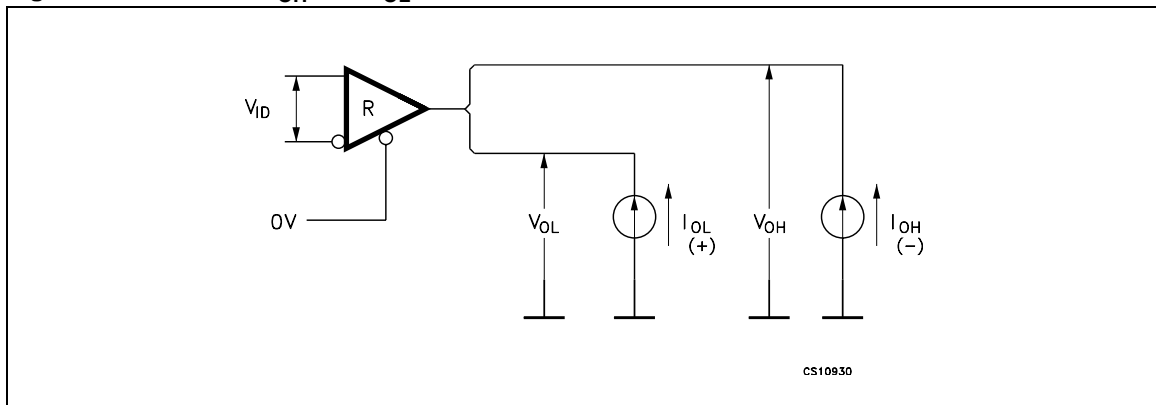 V_ID
R
0V
V_OL
I_OL
(+)
V_OH
I_OH
(−)
CS10930